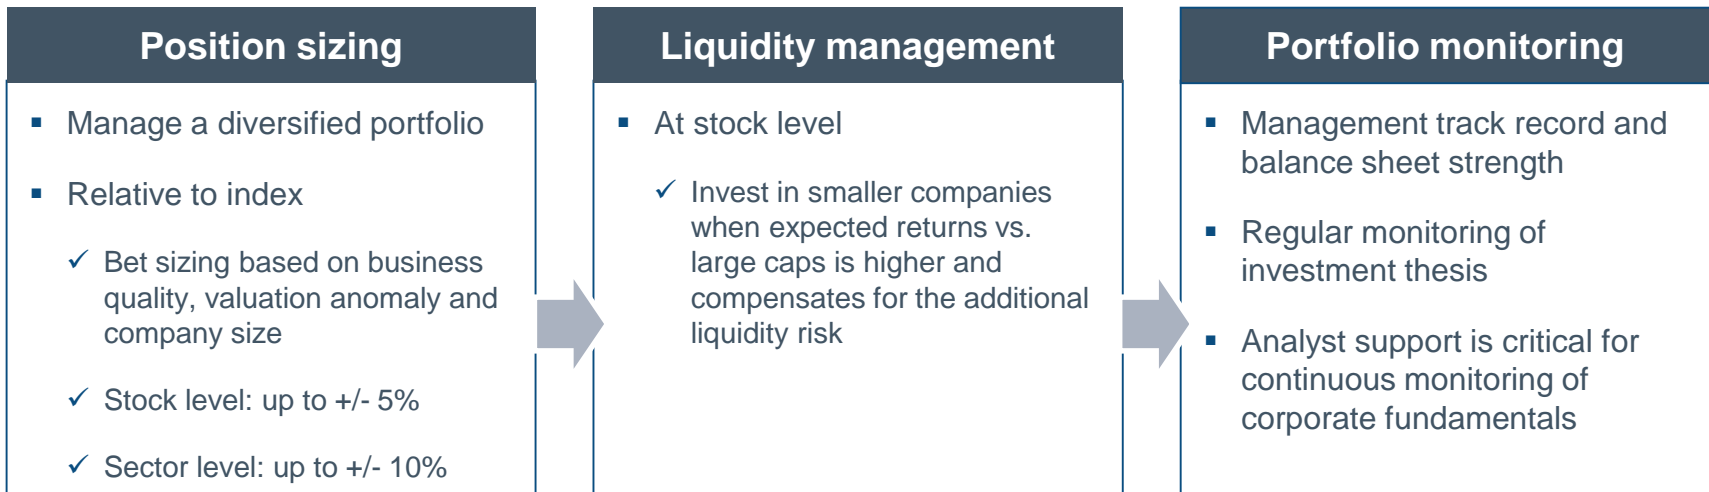 Position sizing
▪ Manage a diversified portfolio
▪ Relative to index
✓ Bet sizing based on business
quality, valuation anomaly and
company size
✓ Stock level: up to +/- 5%
✓ Sector level: up to +/- 10%
Liquidity management
▪ At stock level
✓ Invest in smaller companies
when expected returns vs.
large caps is higher and
compensates for the additional
liquidity risk
Portfolio monitoring
▪ Management track record and
balance sheet strength
▪ Regular monitoring of
investment thesis
▪ Analyst support is critical for
continuous monitoring of
corporate fundamentals